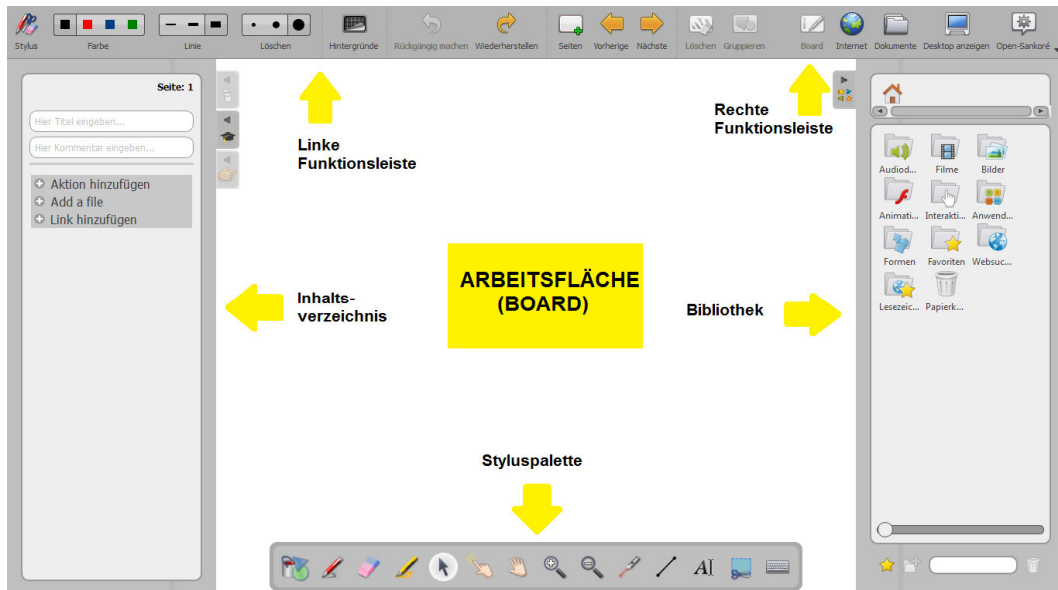 Stylus Farbe Linie Löschen Hintergründe Rückgängig machen Wiederherstellen Seiten Vorherige Nächste Löschen Gruppieren Board Internet Dokumente Desktop anzeigen Open-Sankoré
Seite: 1
Hier Titel eingeben...
Hier Kommentar eingeben...
Aktion hinzufügen
Add a file
Link hinzufügen
Linke
Funktionsleiste
Rechte
Funktionsleiste
Inhalts-
verzeichnis
ARBEITSFLÄCHE
(BOARD)
Bibliothek
Styluspalette
Audiod... Filme Bilder
Animati... Interakti... Anwend...
Formen Favoriten Websuc...
Lesezeic... Papierk...
AI